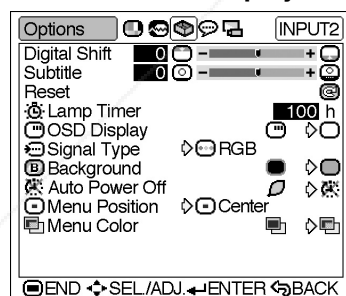 Options INPUT2
Digital Shift 0 - +
Subtitle 0 - +
Reset
Lamp Timer 100 h
OSD Display
Signal Type RGB
B Background
Auto Power Off
Menu Position Center
Menu Color
END SEL./ADJ. ENTER BACK